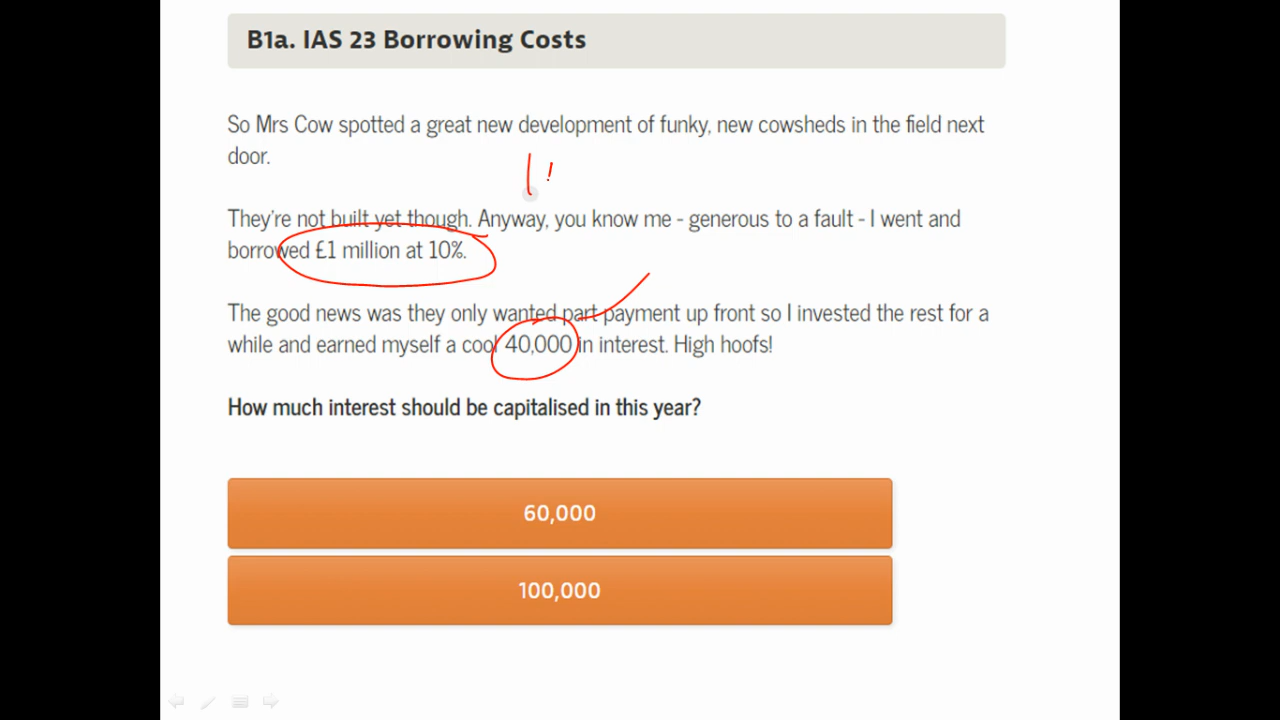 B1a. IAS 23 Borrowing Costs
So Mrs Cow spotted a great new development of funky, new cowsheds in the field next
door.
They're not built yet though. Anyway, you know me - generous to a fault - I went and
borrowed £1 million at 10%.
The good news was they only wanted part payment up front so I invested the rest for a
while and earned myself a cool 40,000 in interest. High hoofs!
How much interest should be capitalised in this year?
60,000
100,000